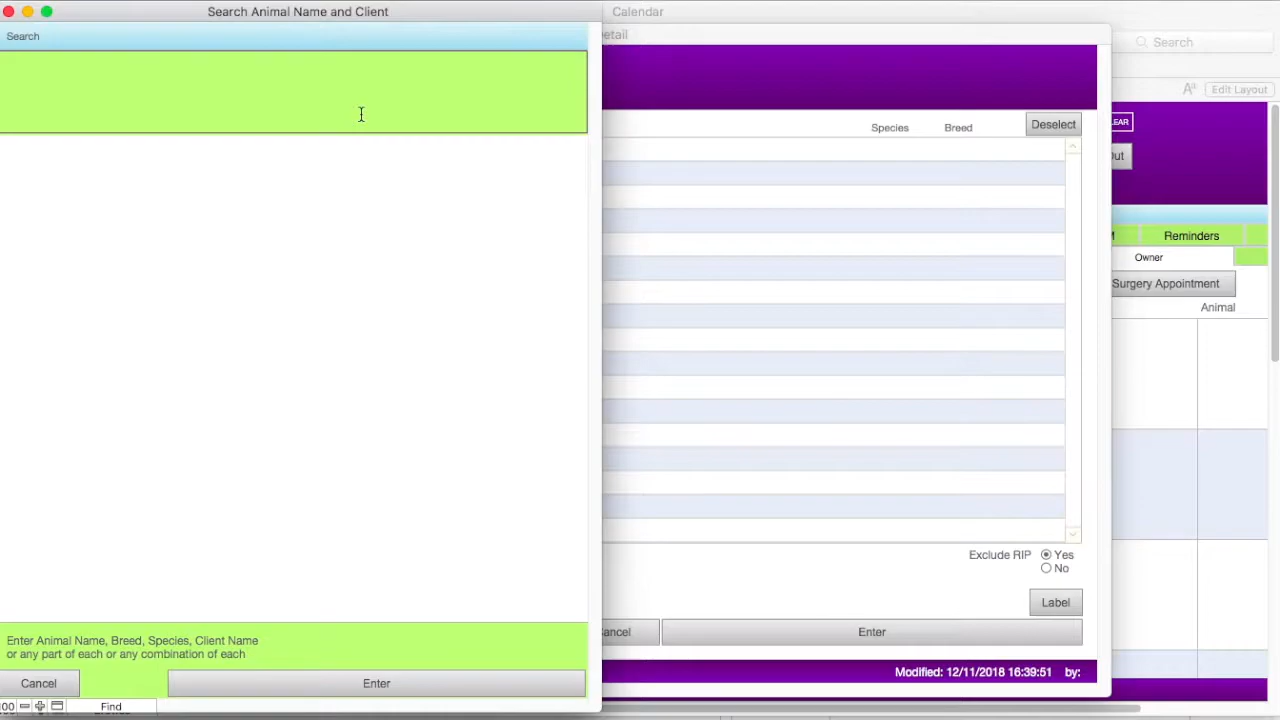 Search Animal Name and Client
Calendar
Search
etail
Search
Edit Layout
Species Breed Deselect
LEAR
Out
Reminders
Owner
Surgery Appointment
Animal
Exclude RIP Yes
No
Label
Enter Animal Name, Breed, Species, Client Name
or any part of each or any combination of each
Cancel Enter
ancel Enter
Modified: 12/11/2018 16:39:51 by:
100 Find